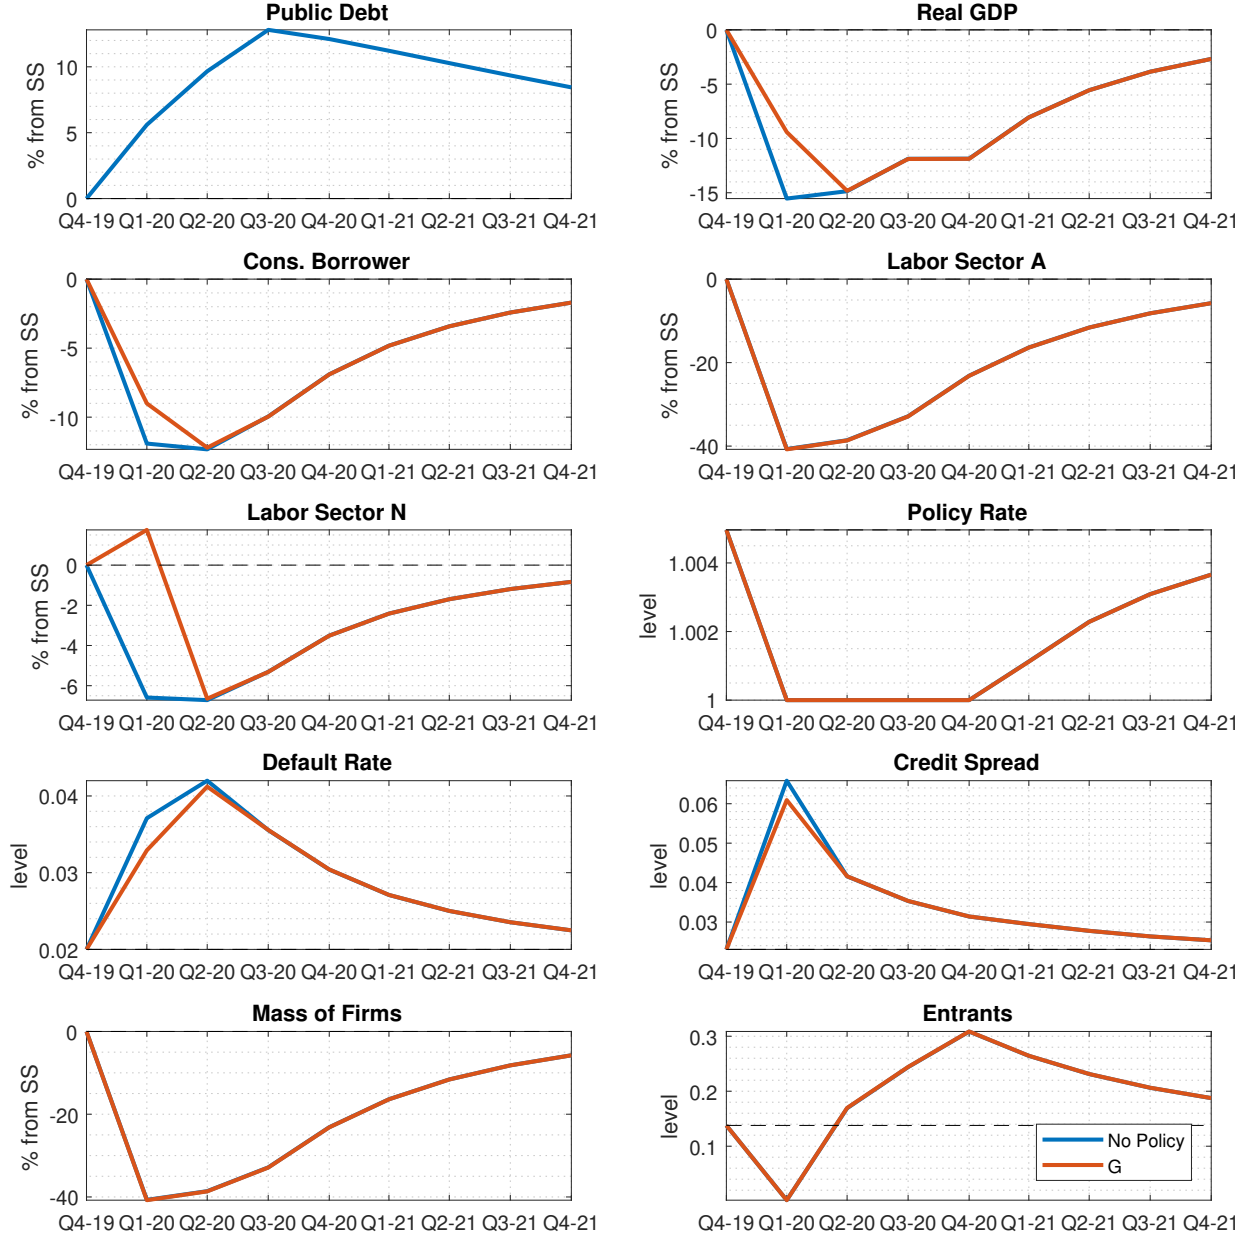 Public Debt
% from SS
10
5
0
Q4-19 Q1-20 Q2-20 Q3-20 Q4-20 Q1-21 Q2-21 Q3-21 Q4-21
Real GDP
% from SS
0
-5
-10
-15
Q4-19 Q1-20 Q2-20 Q3-20 Q4-20 Q1-21 Q2-21 Q3-21 Q4-21
Cons. Borrower
% from SS
0
-5
-10
Q4-19 Q1-20 Q2-20 Q3-20 Q4-20 Q1-21 Q2-21 Q3-21 Q4-21
Labor Sector A
% from SS
0
-20
-40
Q4-19 Q1-20 Q2-20 Q3-20 Q4-20 Q1-21 Q2-21 Q3-21 Q4-21
Labor Sector N
% from SS
0
-2
-4
-6
Q4-19 Q1-20 Q2-20 Q3-20 Q4-20 Q1-21 Q2-21 Q3-21 Q4-21
Policy Rate
level
1.004
1.002
1
Q4-19 Q1-20 Q2-20 Q3-20 Q4-20 Q1-21 Q2-21 Q3-21 Q4-21
Default Rate
level
0.04
0.03
0.02
Q4-19 Q1-20 Q2-20 Q3-20 Q4-20 Q1-21 Q2-21 Q3-21 Q4-21
Credit Spread
level
0.06
0.05
0.04
0.03
Q4-19 Q1-20 Q2-20 Q3-20 Q4-20 Q1-21 Q2-21 Q3-21 Q4-21
Mass of Firms
% from SS
0
-20
-40
Q4-19 Q1-20 Q2-20 Q3-20 Q4-20 Q1-21 Q2-21 Q3-21 Q4-21
Entrants
level
0.3
0.2
0.1
No Policy
G
Q4-19 Q1-20 Q2-20 Q3-20 Q4-20 Q1-21 Q2-21 Q3-21 Q4-21